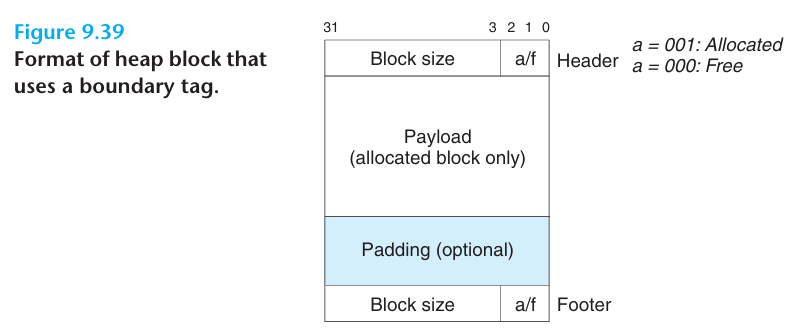 Figure 9.39
Format of heap block that
uses a boundary tag.
31 3 2 1 0
Block size a/f Header
a = 001: Allocated
a = 000: Free
Payload
(allocated block only)
Padding (optional)
Block size a/f Footer